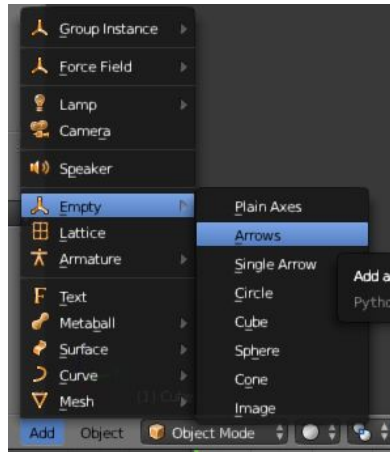 Group Instance
Force Field
Lamp
Camera
Speaker
Empty
Lattice
Armature
Text
Metaball
Surface
Curve
Mesh
Plain Axes
Arrows
Single Arrow
Circle
Cube
Sphere
Cone
Image
Add a
Pytho
Add Object Object Mode